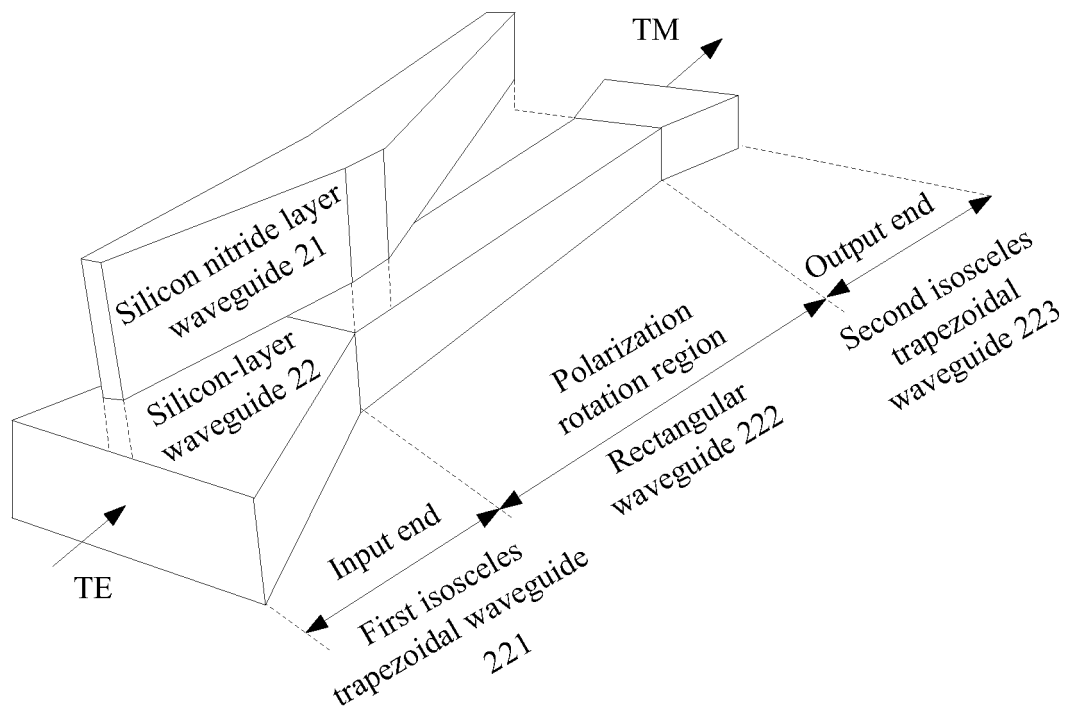 TM
Silicon nitride layer
waveguide 21
Silicon-layer
waveguide 22
TE
Input end
First isosceles
trapezoidal waveguide
221
Polarization
rotation region
Rectangular
waveguide 222
Output end
Second isosceles
trapezoidal
waveguide 223